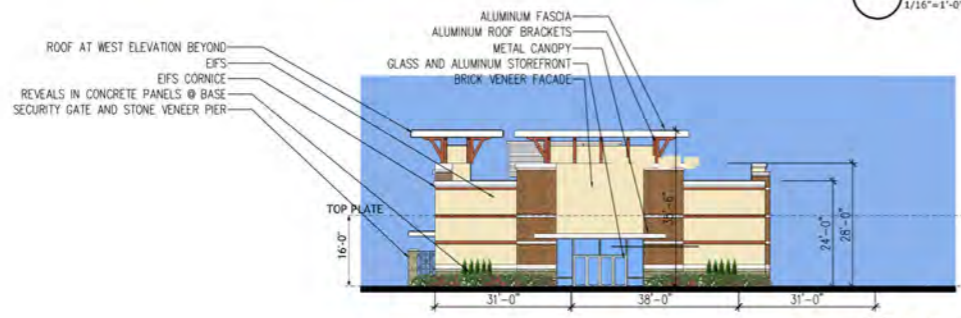 1/16"=1'-0"
ALUMINUM FASCIA
ALUMINUM ROOF BRACKETS
METAL CANOPY
GLASS AND ALUMINUM STOREFRONT
BRICK VENEER FACADE
ROOF AT WEST ELEVATION BEYOND
EIFS
EIFS CORNICE
REVEALS IN CONCRETE PANELS @ BASE
SECURITY GATE AND STONE VENEER PIER
TOP PLATE
16'-0"
24'-0"
28'-0"
31'-0"
38'-0"
31'-0"